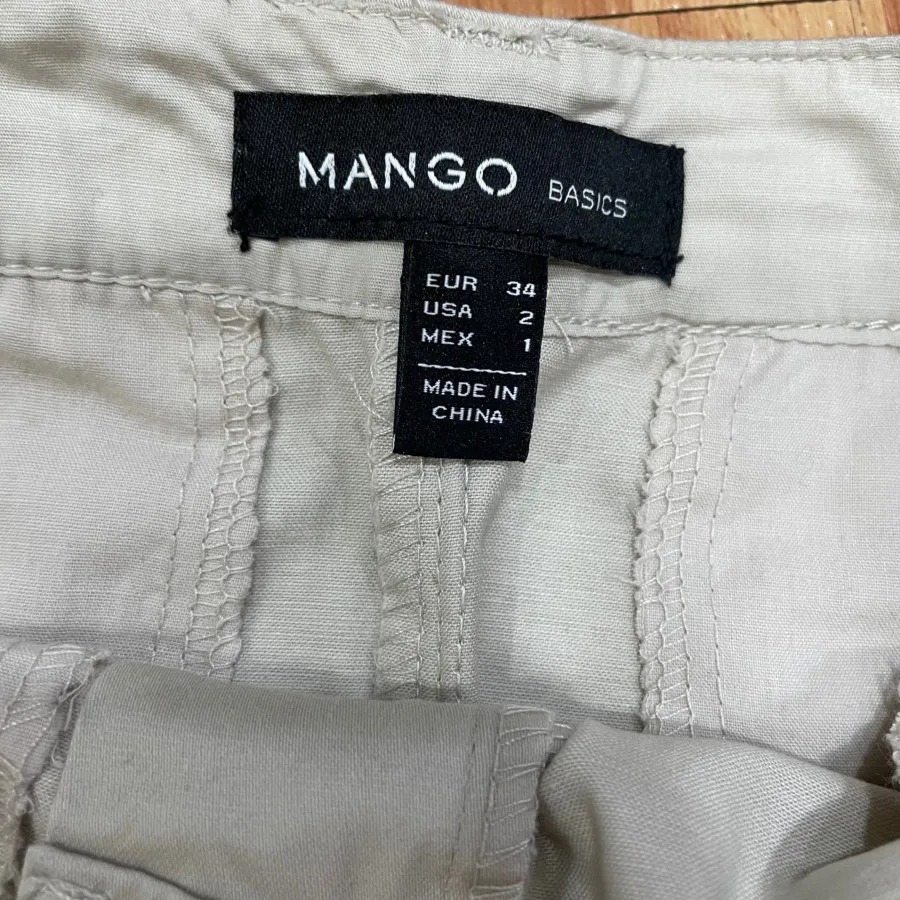 MANGO BASICS
EUR 34
USA 2
MEX 1
MADE IN
CHINA